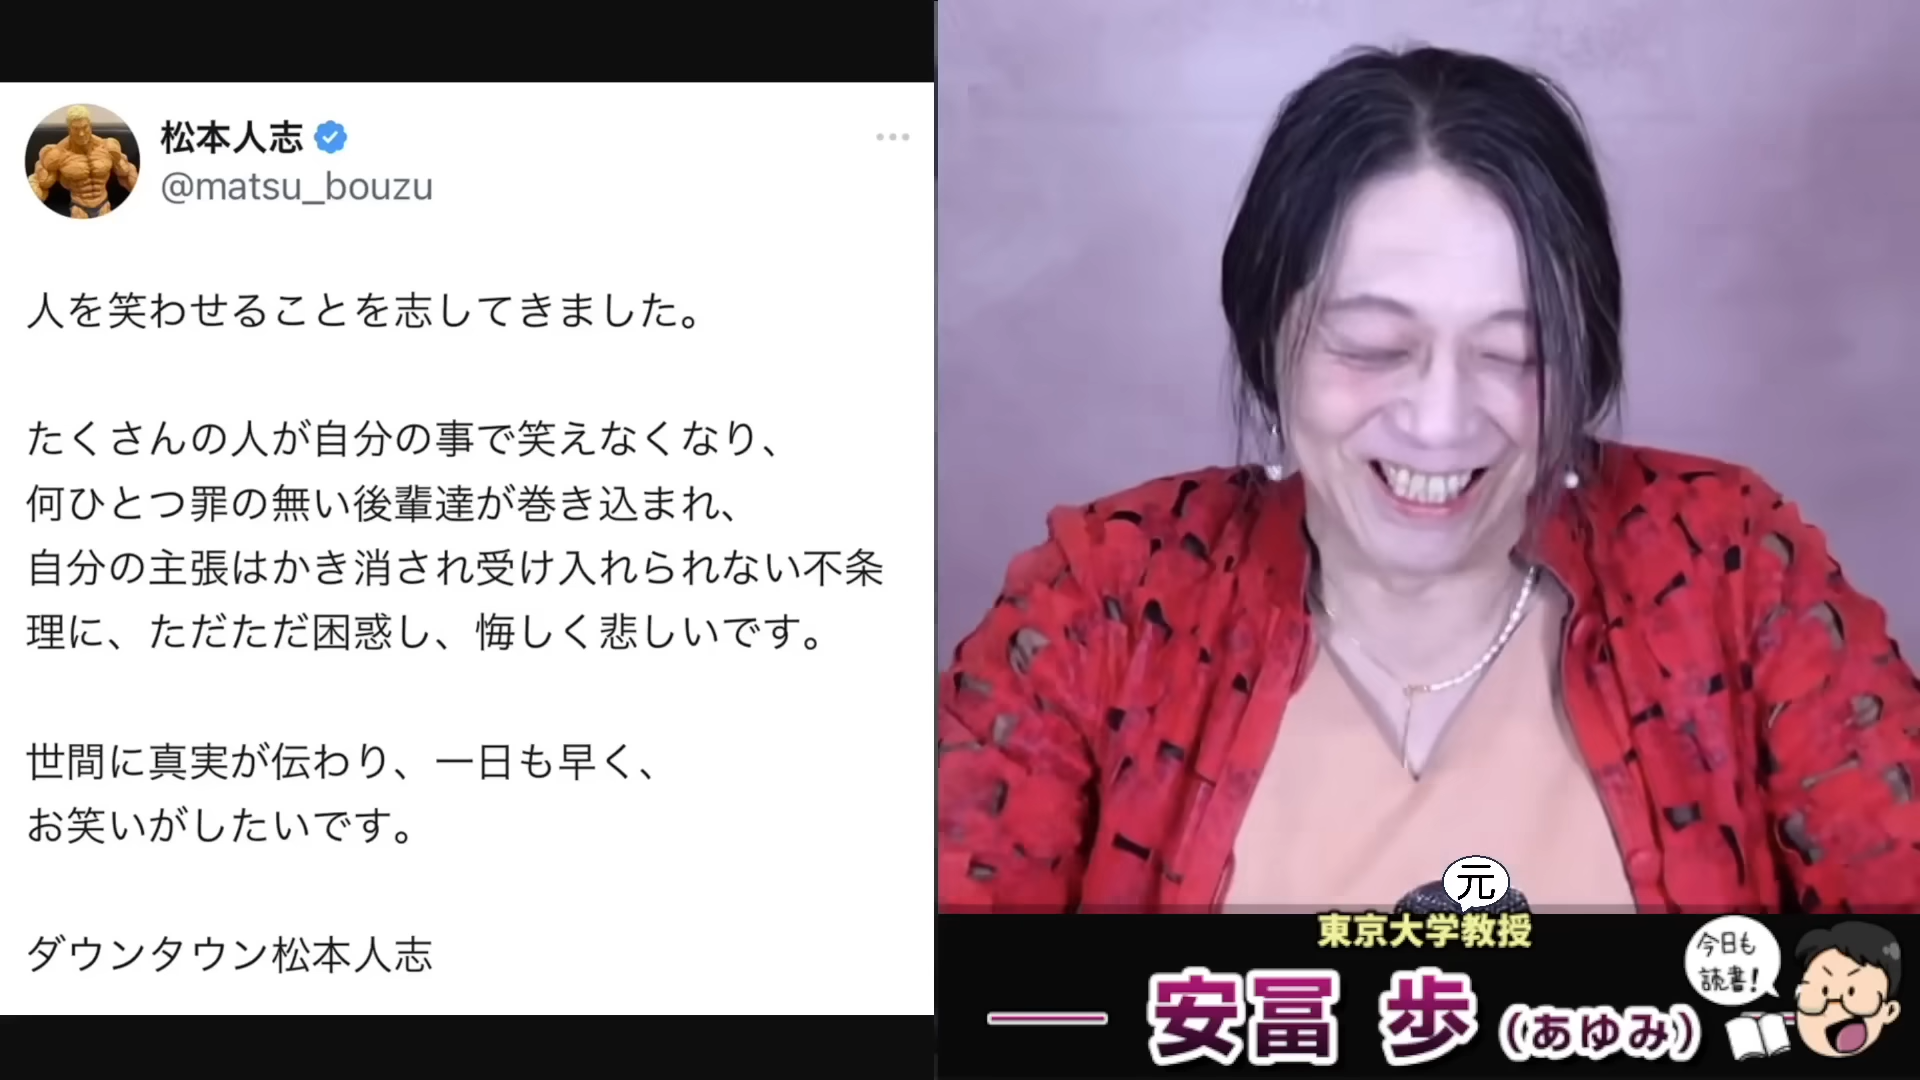 松本人志
@matsu_bouzu
人を笑わせることを志してきました。
たくさんの人が自分の事で笑えなくなり、
何ひとつ罪の無い後輩達が巻き込まれ、
自分の主張はかき消され受け入れられない不条
理に、ただただ困惑し、悔しく悲しいです。
世間に真実が伝わり、一日も早く、
お笑いがしたいです。
ダウンタウン松本人志
元
東京大学教授
安冨 歩 (あゆみ)
今日も
読書!